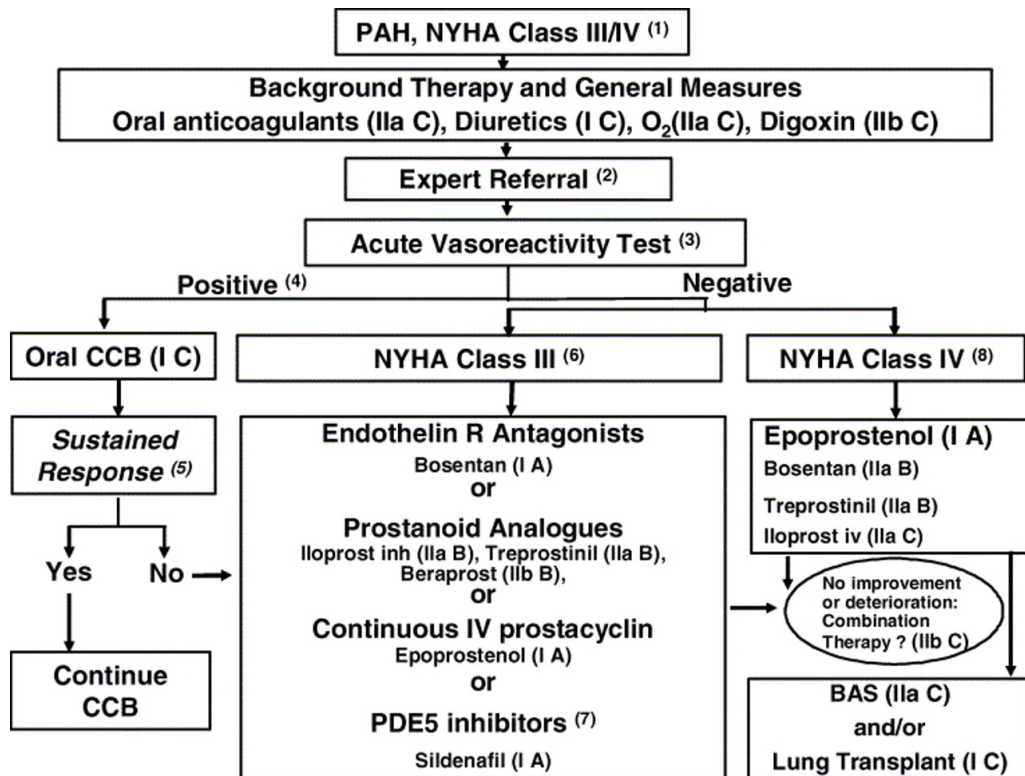 PAH, NYHA Class III/IV (1)
Background Therapy and General Measures
Oral anticoagulants (IIa C), Diuretics (I C), O2(IIa C), Digoxin (IIb C)
Expert Referral (2)
Acute Vasoreactivity Test (3)
Positive (4)
Negative
Oral CCB (I C)
Sustained
Response (5)
Yes
No
Continue
CCB
NYHA Class III (6)
Endothelin R Antagonists
Bosentan (I A)
or
Prostanoid Analogues
Iloprost inh (IIa B), Treprostinil (IIa B),
Beraprost (IIb B),
or
Continuous IV prostacyclin
Epoprostenol (I A)
or
PDE5 inhibitors (7)
Sildenafil (I A)
NYHA Class IV (8)
Epoprostenol (I A)
Bosentan (IIa B)
Treprostinil (IIa B)
Iloprost iv (IIa C)
No improvement
or deterioration:
Combination
Therapy ? (IIb C)
BAS (IIa C)
and/or
Lung Transplant (I C)